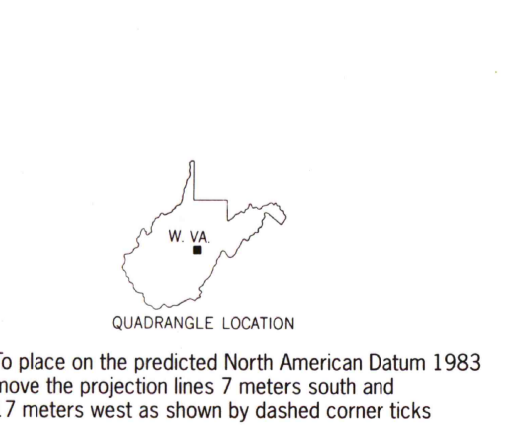 W. VA.
QUADRANGLE LOCATION
To place on the predicted North American Datum 1983
move the projection lines 7 meters south and
17 meters west as shown by dashed corner ticks